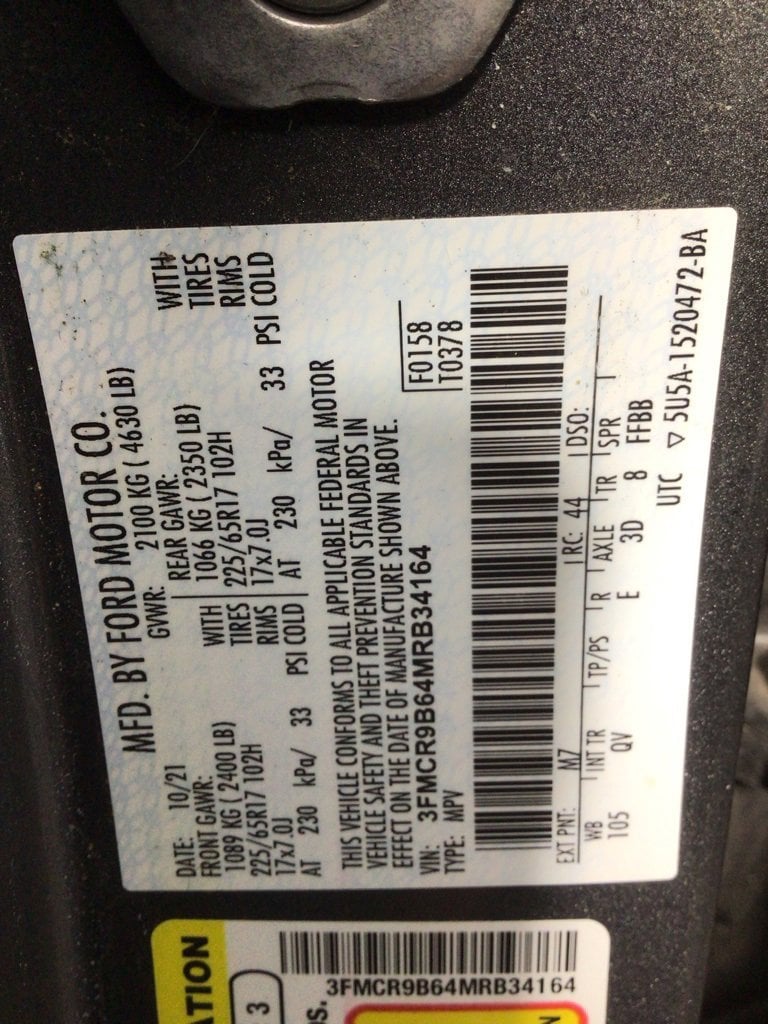 MFD. BY FORD MOTOR CO.
DATE: 10/21 GVWR: 2100 KG ( 4630 LB)
FRONT GAWR: REAR GAWR:
1089 KG ( 2400 LB) WITH 1066 KG ( 2350 LB) WITH
225/65R17 102H TIRES 225/65R17 102H TIRES
17x7.0J RIMS 17x7.0J RIMS
AT 230 kPa/ 33 PSI COLD AT 230 kPa/ 33 PSI COLD
THIS VEHICLE CONFORMS TO ALL APPLICABLE FEDERAL MOTOR
VEHICLE SAFETY AND THEFT PREVENTION STANDARDS IN
EFFECT ON THE DATE OF MANUFACTURE SHOWN ABOVE.
VIN: 3FMCR9B64MRB34164
TYPE: MPV
F0158
T0378
EXT PNT: M7 RC: 44 DSO:
WB INT TR TP/PS R AXLE TR SPR
105 QV E 3D 8 FFBB
UTC ▽ 5U5A-1520472-BA
ATION
3
3FMCR9B64MRB34164